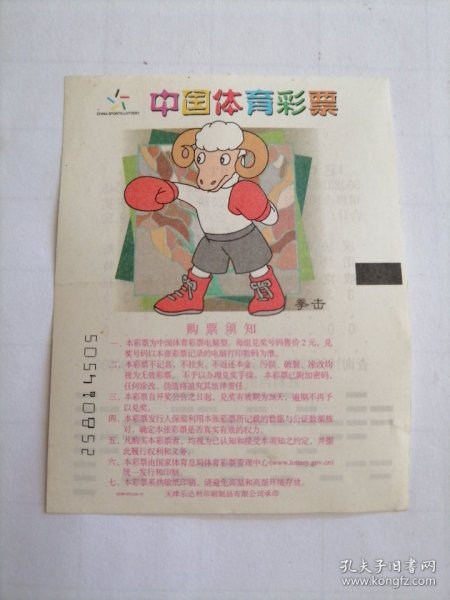 CHINA SPORTS LOTTERY
中国体育彩票
拳击
购票须知
一、本彩票为中国体育彩票电脑型。每组兑奖号码售价2元,兑
奖号码以本张彩票记录的电脑打印数码为准。
二、本彩票不记名,不挂失,不返还本金。污损、破裂、涂改均
视为无效彩票,不予以办理兑奖手续。本彩票已附加密码,
任何涂改、伪造将追究其法律责任。
三、本彩票自开奖公告之日起,兑奖有效期为28天,逾期不再予
以兑奖。
四、本彩票发行人保留利用本张彩票所记载的数据与公证数据核
对,确定本张彩票是否真实有效的权力。
五、凡购买本彩票者,均视为已认知和接受本须知之约定,并据
此履行权利和义务。
六、本彩票由国家体育总局体育彩票管理中心(www.lottery.gov.cn)
统一发行和印制。
七、本彩票系热敏纸印刷,请避免即墨和高湿环境存放。
天津乐达利印刷制品有限公司承印
孔夫子旧书网
www.kongfz.com